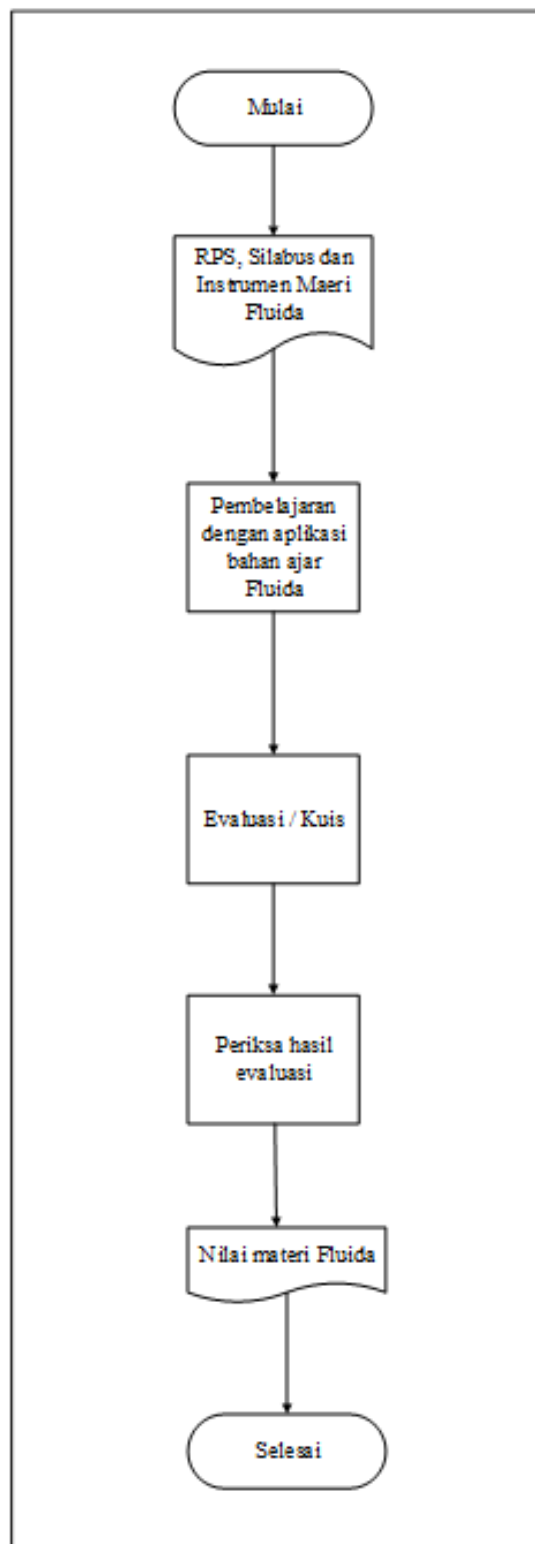 Mulai
RPS, Silabus dan
Instrumen Maeri
Fluida
Pembelajaran
dengan aplikasi
bahan ajar
Fluida
Evaluasi / Kuis
Periksa hasil
evaluasi
Nilai materi Fluida
Selesai